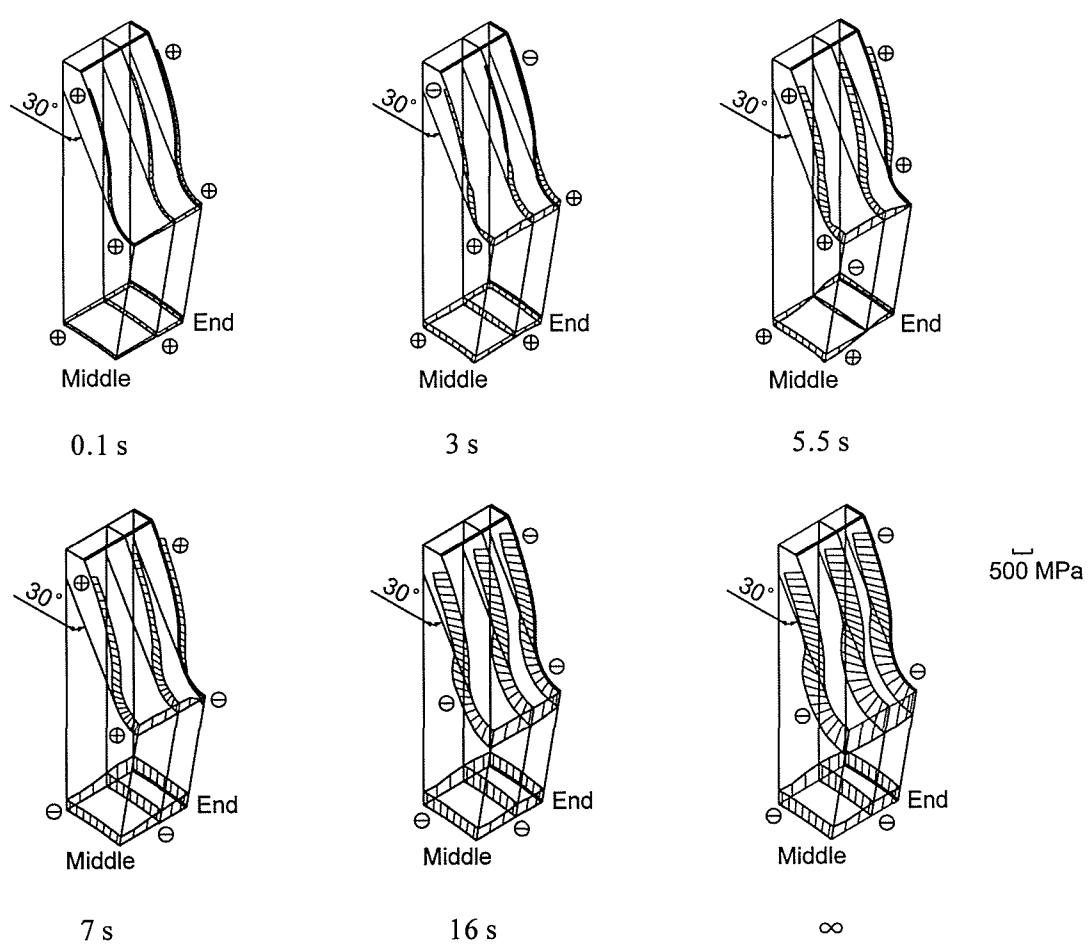 ⊕
⊕
30°
⊕
⊕
⊕
⊕
End
Middle
0.1 s
⊖
⊖
30°
⊕
⊕
⊕
⊕
End
Middle
3 s
⊕
⊕
30°
⊕
⊕
⊖
⊕
⊕
End
Middle
5.5 s
⊕
⊕
30°
⊖
⊕
⊖
⊖
End
Middle
7 s
⊖
30°
⊖
⊖
⊖
⊖
End
Middle
16 s
⊖
30°
⊖
⊖
⊖
⊖
End
Middle
∞
500 MPa